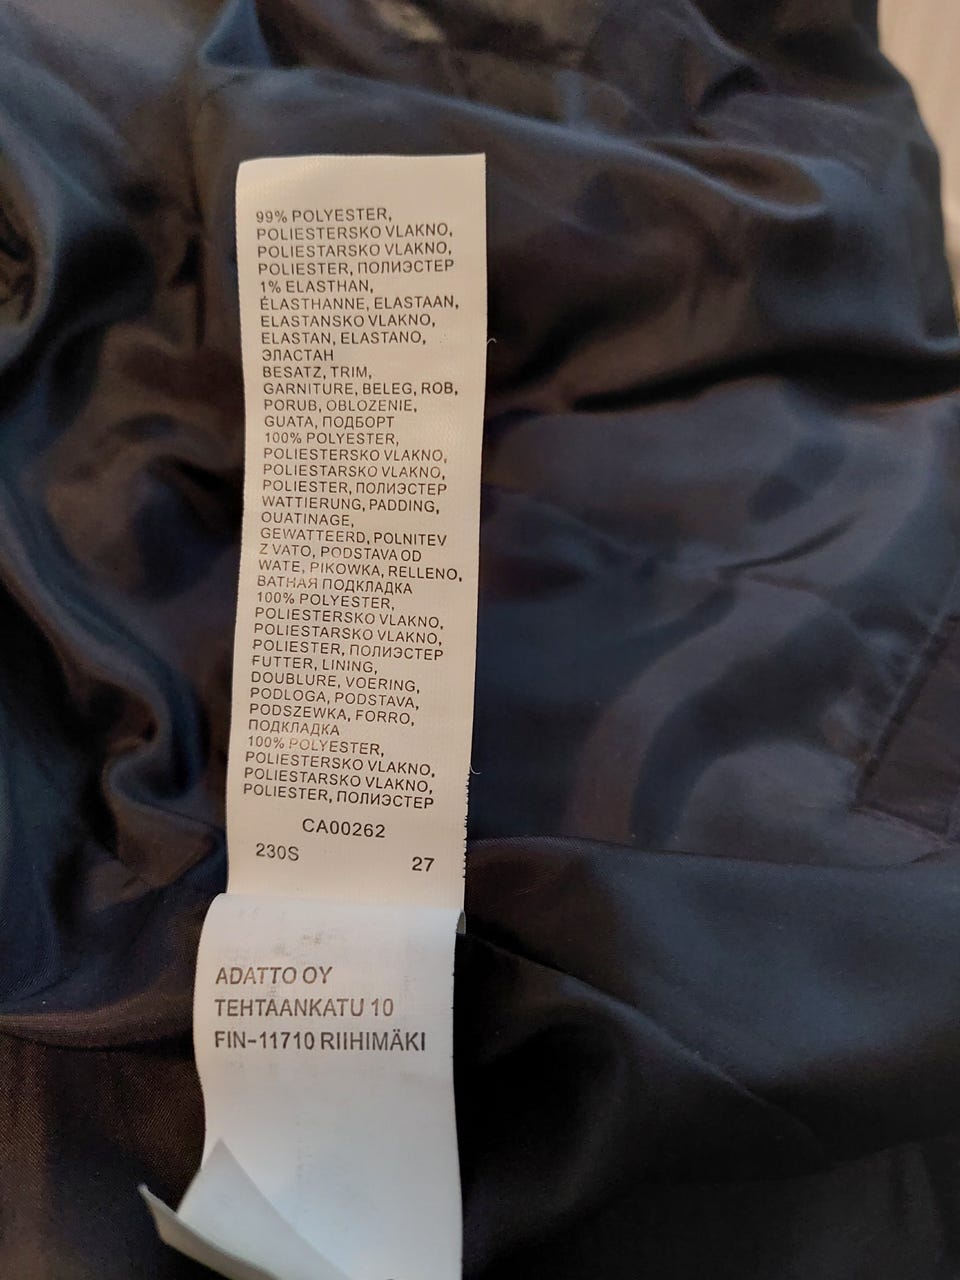 99% POLYESTER,
POLIESTERSKO VLAKNO,
POLIESTARSKO VLAKNO,
POLIESTER, ПОЛИЭСТЕР
1% ELASTHAN,
ÉLASTHANNE, ELASTAAN,
ELASTANSKO VLAKNO,
ELASTAN, ELASTANO,
ЭЛАСТАН
BESATZ, TRIM,
GARNITURE, BELEG, ROB,
PORUB, OBLOZENIE,
GUATA, ПОДБОРТ
100% POLYESTER,
POLIESTERSKO VLAKNO,
POLIESTARSKO VLAKNO,
POLIESTER, ПОЛИЭСТЕР
WATTIERUNG, PADDING,
OUATINAGE,
GEWATTEERD, POLNITEV
Z VATO, PODSTAVA OD
WATE, PIKOWKA, RELLENO,
ВАТНАЯ ПОДКЛАДКА
100% POLYESTER,
POLIESTERSKO VLAKNO,
POLIESTARSKO VLAKNO,
POLIESTER, ПОЛИЭСТЕР
FUTTER, LINING,
DOUBLURE, VOERING,
PODLOGA, PODSTAVA,
PODSZEWKA, FORRO,
ПОДКЛАДКА
100% POLYESTER,
POLIESTERSKO VLAKNO,
POLIESTARSKO VLAKNO,
POLIESTER, ПОЛИЭСТЕР
CA00262
230S 27
ADATTO OY
TEHTAANKATU 10
FIN-11710 RIIHIMÄKI